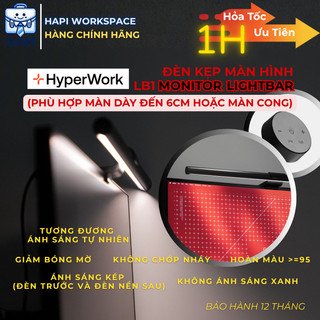 HAPI WORKSPACE
HÀNG CHÍNH HÃNG
Hỏa Tốc
1H Ưu Tiên
HyperWork
ĐÈN KẸP MÀN HÌNH
LB1 MONITOR LIGHTBAR
(PHÙ HỢP MÀN DÀY ĐẾN 6CM HOẶC MÀN CONG)
TƯƠNG ĐƯƠNG
ÁNH SÁNG TỰ NHIÊN
GIẢM BÓNG MỜ KHÔNG CHỚP NHÁY HOÀN MÀU >=95
ÁNH SÁNG KÉP
(ĐÈN TRƯỚC VÀ ĐÈN NỀN SAU)
KHÔNG ÁNH SÁNG XANH
BẢO HÀNH 12 THÁNG